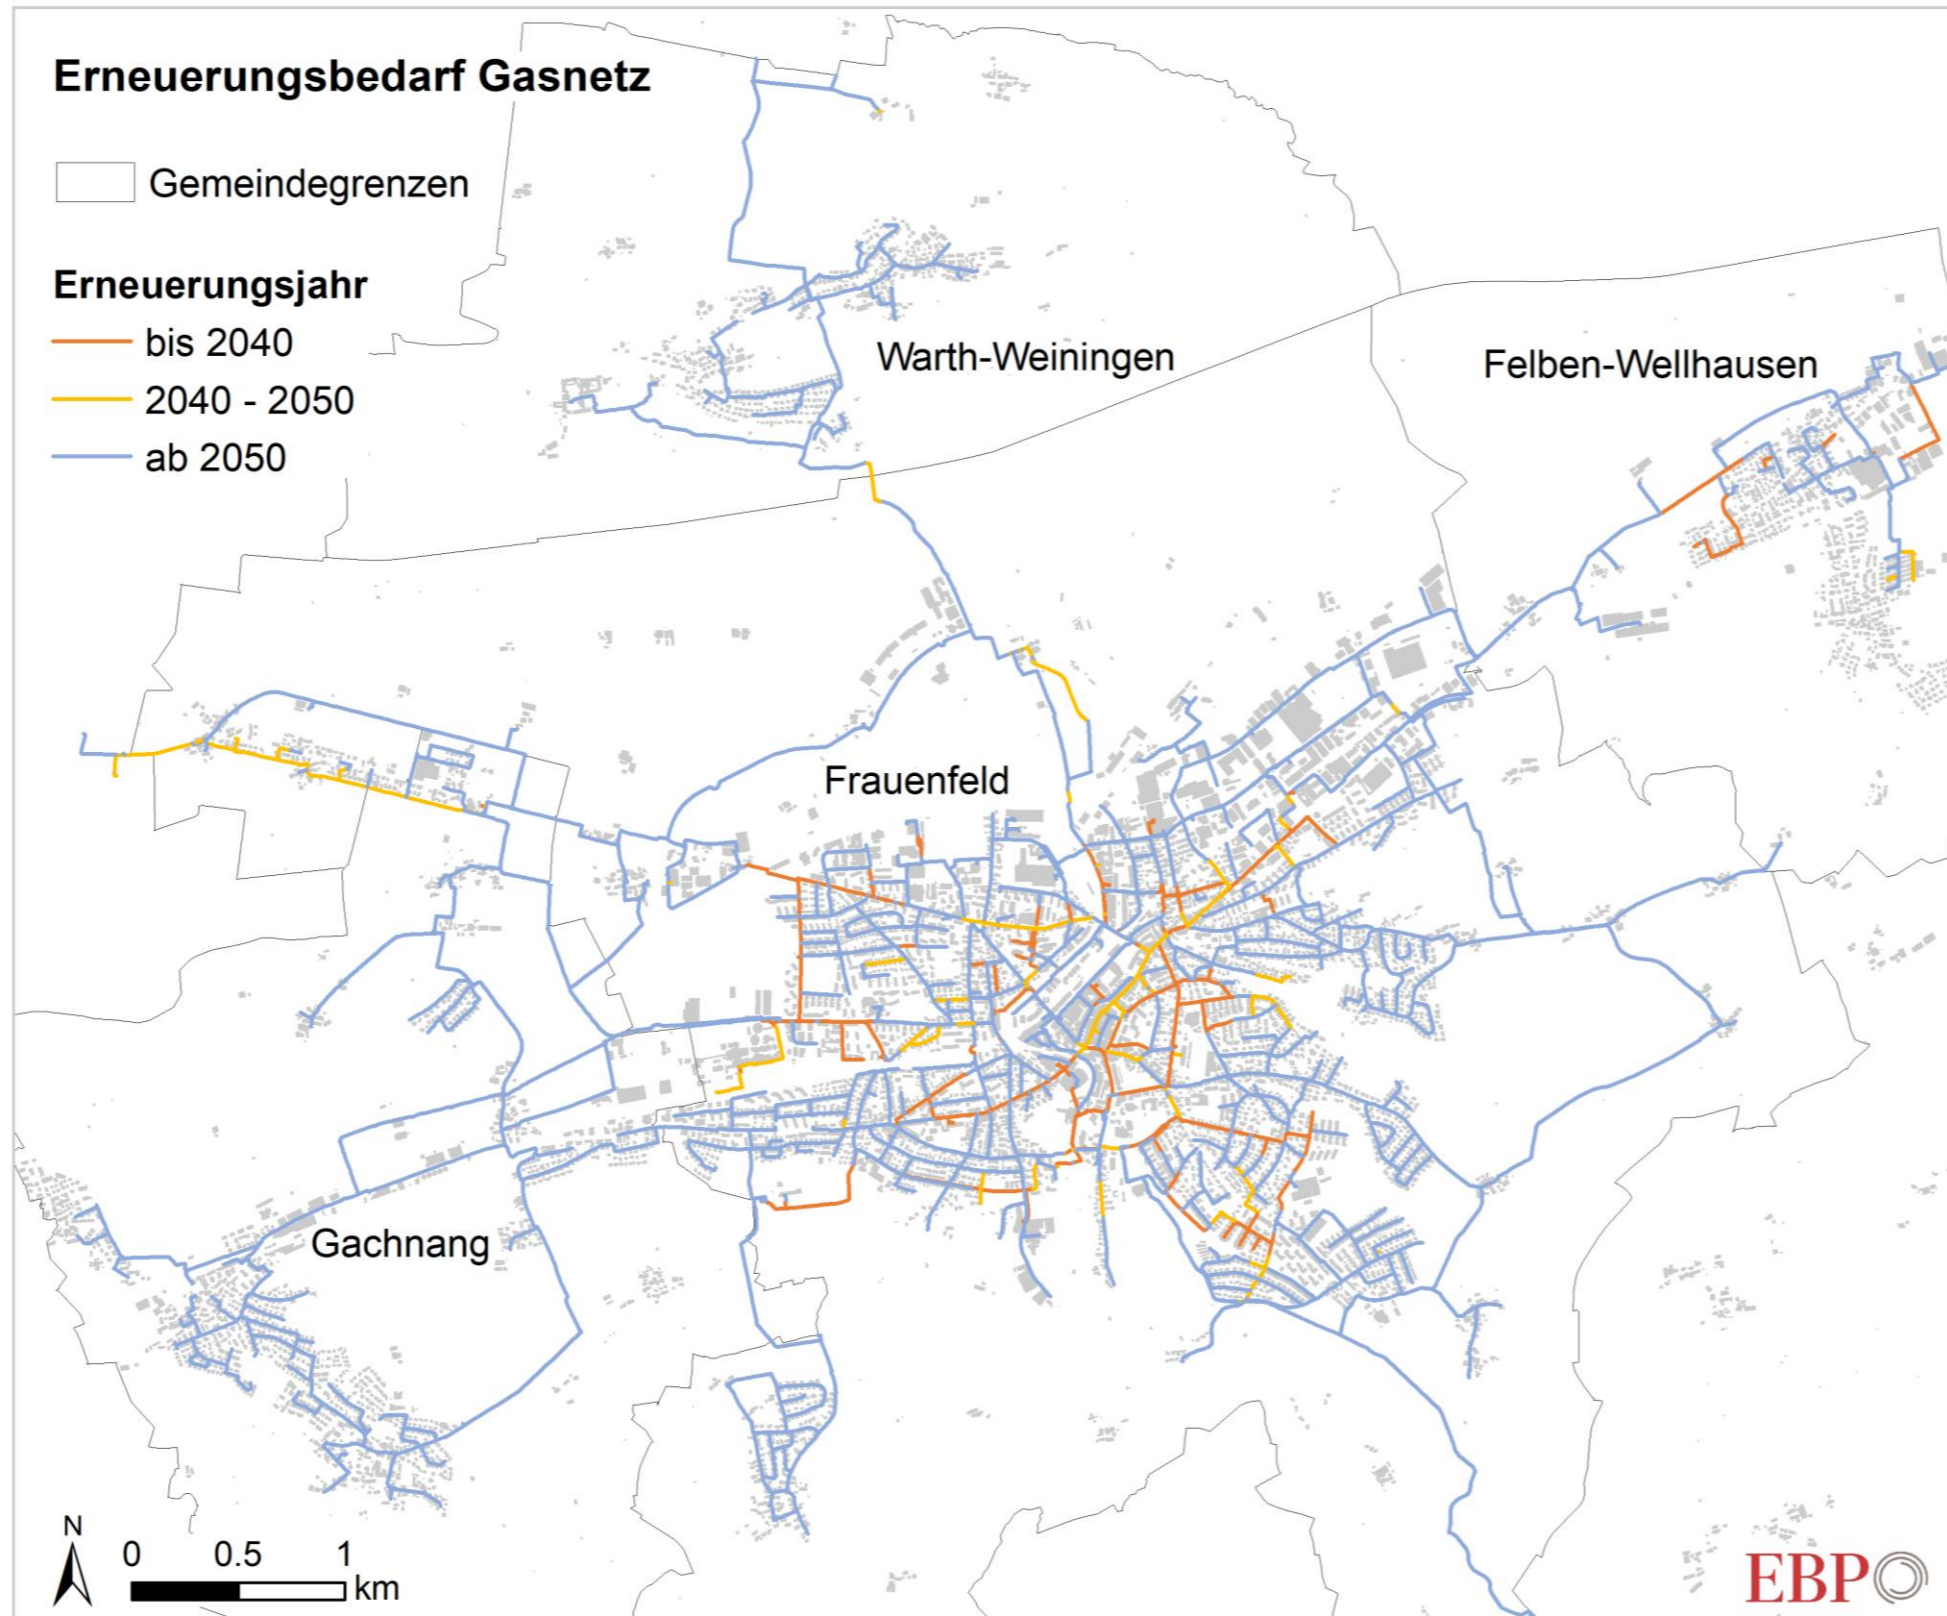 Erneuerungsbedarf Gasnetz
Gemeindegrenzen
Erneuerungsjahr
bis 2040
2040 - 2050
ab 2050
Warth-Weiningen
Felben-Wellhausen
Frauenfeld
Gachnang
N
0 0.5 1
km
EBP